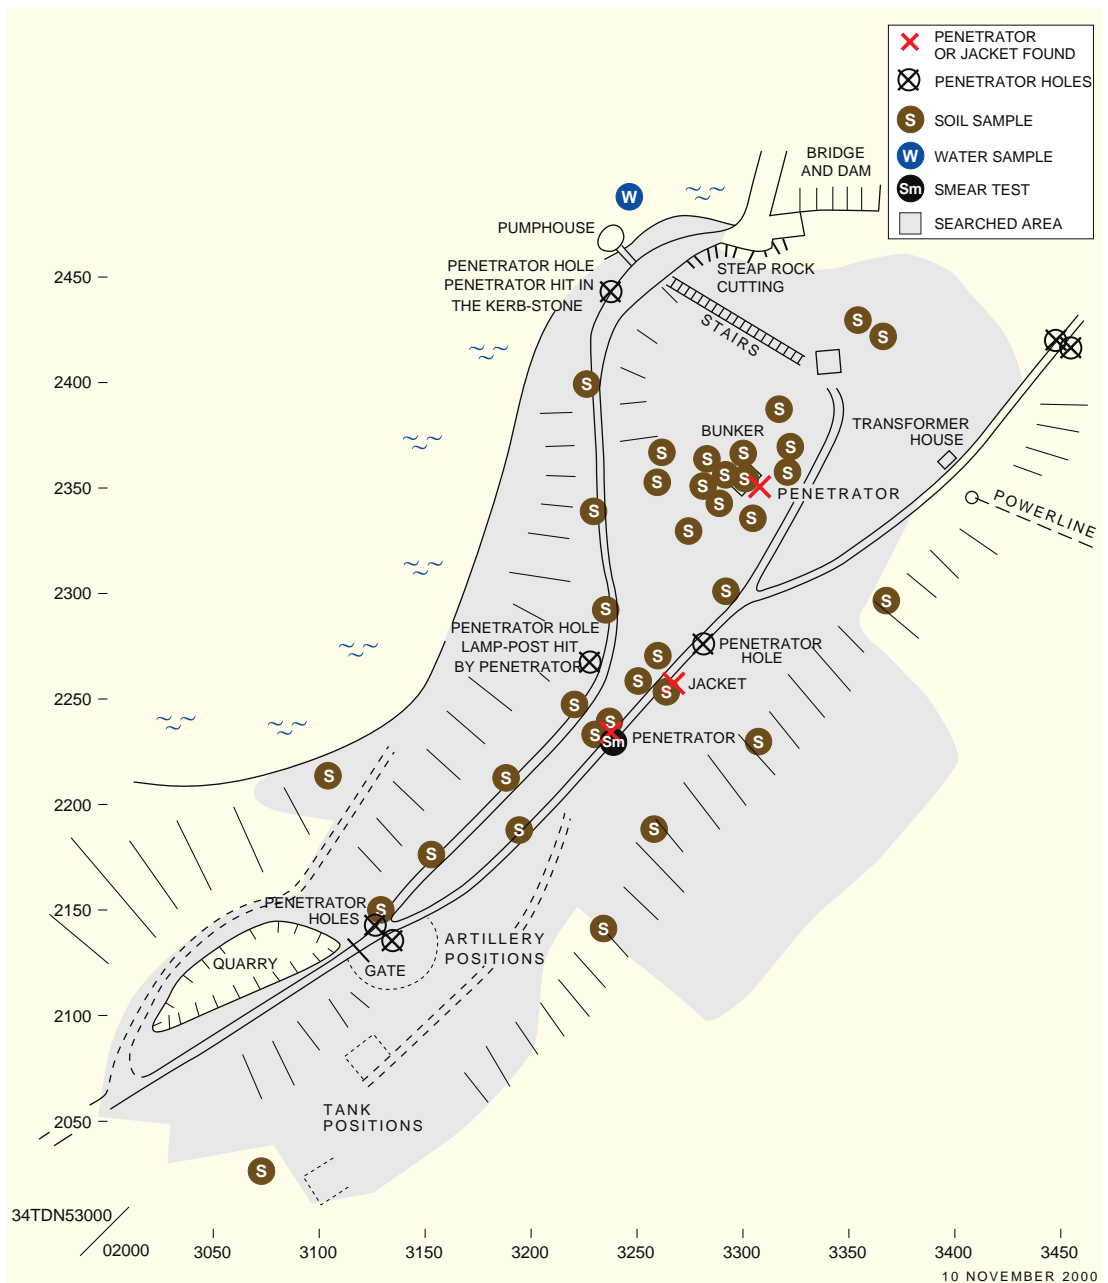 PENETRATOR
OR JACKET FOUND
PENETRATOR HOLES
S SOIL SAMPLE
W WATER SAMPLE
Sm SMEAR TEST
SEARCHED AREA
BRIDGE
AND DAM
W
PUMPHOUSE
PENETRATOR HOLE
PENETRATOR HIT IN
THE KERB-STONE
STEAP ROCK
CUTTING
STAIRS
S
S
S
S
BUNKER
TRANSFORMER
HOUSE
S
S
S
S
S
S
S
S
S
S
S
S
S
PENETRATOR
POWERLINE
S
S
S
S
S
PENETRATOR HOLE
LAMP-POST HIT
BY PENETRATOR
PENETRATOR
HOLE
S
S
S
JACKET
S
S
S
Sm
PENETRATOR
S
S
S
S
S
S
S
PENETRATOR
HOLES
QUARRY
GATE
ARTILLERY
POSITIONS
S
TANK
POSITIONS
S
2450
2400
2350
2300
2250
2200
2150
2100
2050
34TDN53000
02000
3050
3100
3150
3200
3250
3300
3350
3400
3450
10 NOVEMBER 2000